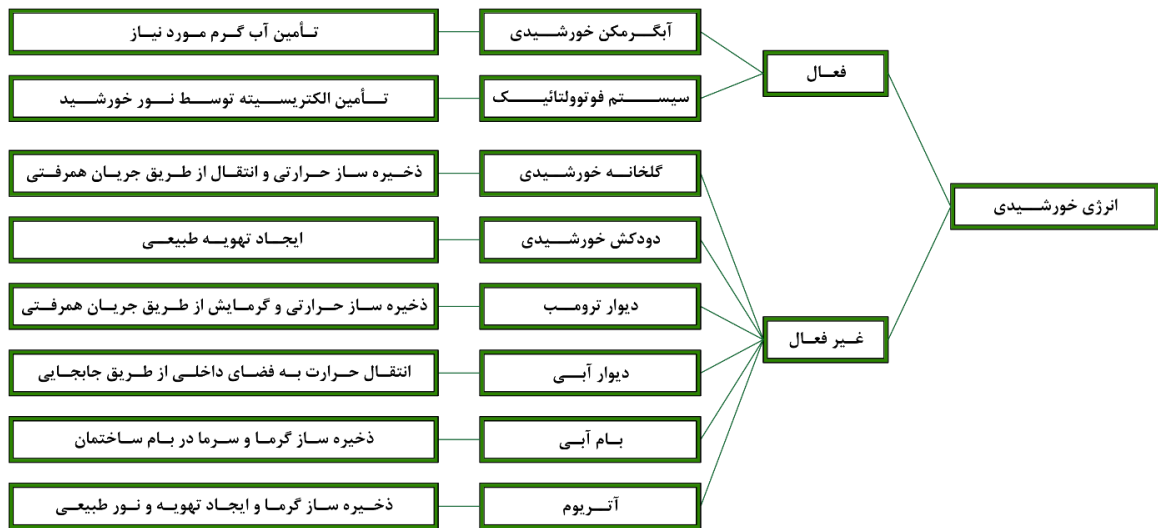 انرژی خورشیدی
فعال
آبگرمکن خورشیدی
تأمین آب گرم مورد نیاز
سیستم فوتوولتائیک
تأمین الکتریسیته توسط نور خورشید
غیر فعال
گلخانه خورشیدی
ذخیره ساز حرارتی و انتقال از طریق جریان همرفتی
دودکش خورشیدی
ایجاد تهویه طبیعی
دیوار ترومب
ذخیره ساز حرارتی و گرمایش از طریق جریان همرفتی
دیوار آبی
انتقال حرارت به فضای داخلی از طریق جابجایی
بام آبی
ذخیره ساز گرما و سرما در بام ساختمان
آتریوم
ذخیره ساز گرما و ایجاد تهویه و نور طبیعی